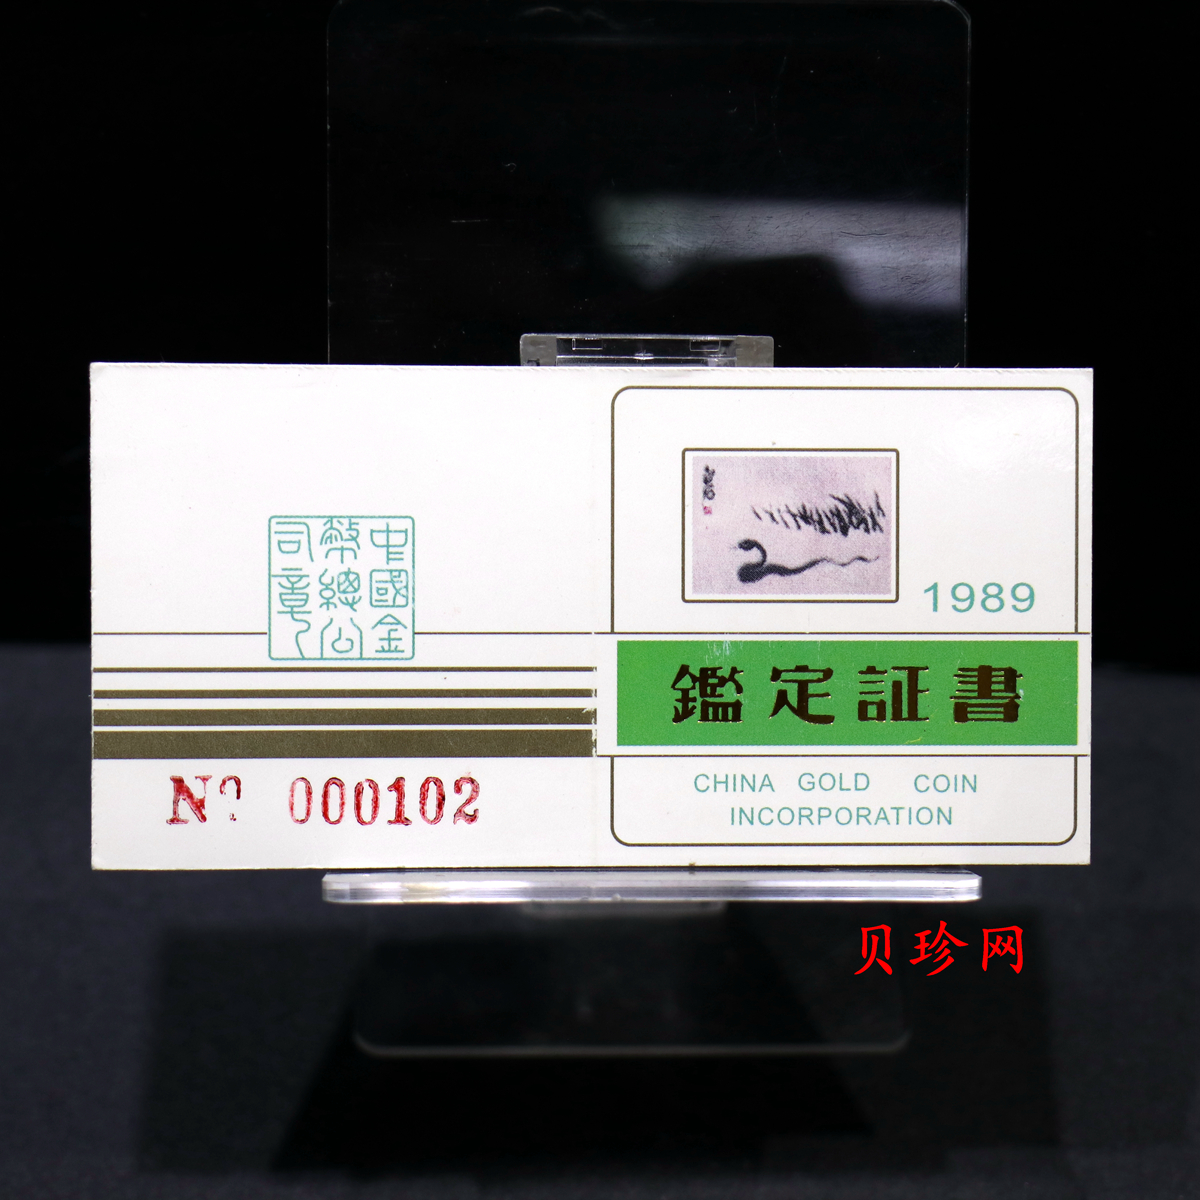 中國金
幣總公
司章
№ 000102
1989
鑑定証書
CHINA GOLD COIN
INCORPORATION
贝珍网